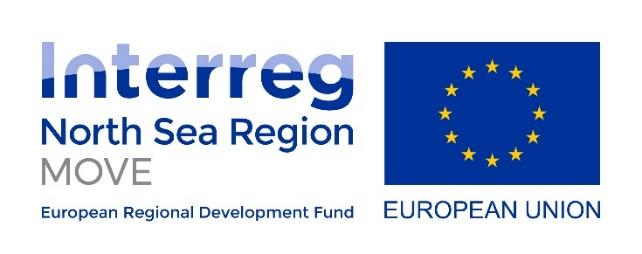 Interreg
North Sea Region
MOVE
European Regional Development Fund
EUROPEAN UNION